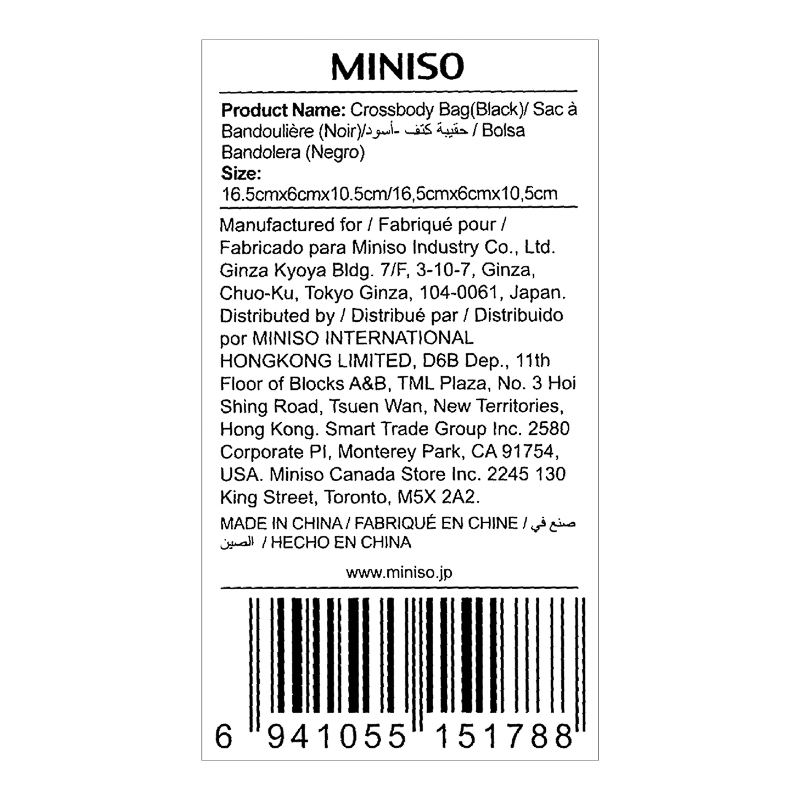 MINISO
Product Name: Crossbody Bag(Black)/ Sac à
Bandoulière (Noir)/حقيبة كتف -أسود / Bolsa
Bandolera (Negro)
Size:
16.5cmx6cmx10.5cm/16,5cmx6cmx10,5cm
Manufactured for / Fabriqué pour /
Fabricado para Miniso Industry Co., Ltd.
Ginza Kyoya Bldg. 7/F, 3-10-7, Ginza,
Chuo-Ku, Tokyo Ginza, 104-0061, Japan.
Distributed by / Distribué par / Distribuido
por MINISO INTERNATIONAL
HONGKONG LIMITED, D6B Dep., 11th
Floor of Blocks A&B, TML Plaza, No. 3 Hoi
Shing Road, Tsuen Wan, New Territories,
Hong Kong. Smart Trade Group Inc. 2580
Corporate Pl, Monterey Park, CA 91754,
USA. Miniso Canada Store Inc. 2245 130
King Street, Toronto, M5X 2A2.
MADE IN CHINA / FABRIQUÉ EN CHINE / صنع في
الصين / HECHO EN CHINA
www.miniso.jp
6 941055 151788